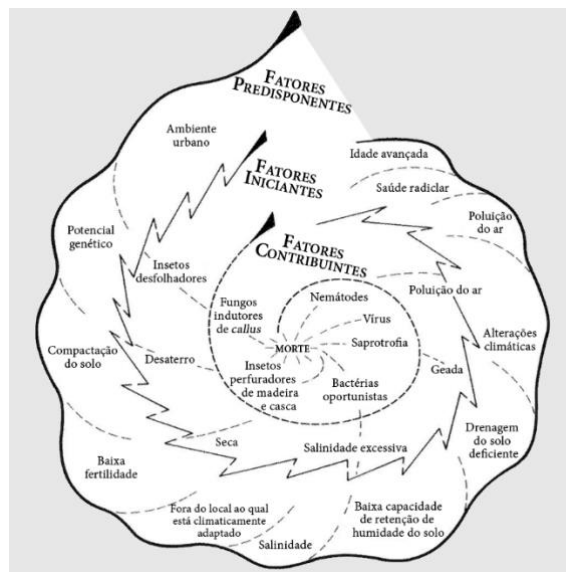 FATORES
PREDISPONENTES
Ambiente
urbano
Idade avançada
FATORES
INICIANTES
Saúde radiclar
Poluição
do ar
Potencial
genético
FATORES
CONTRIBUINTES
Insetos
desfolhadores
Poluição do ar
Nemátodes
Fungos
indutores
de callus
Vírus
Alterações
climáticas
MORTE
Saprotrofia
Compactação
do solo
Desaterro
Insetos
perfuradores
de madeira
e casca
Geada
Bactérias
oportunistas
Drenagem
do solo
deficiente
Seca
Salinidade excessiva
Baixa
fertilidade
Fora do local ao qual
está climaticamente
adaptado
Baixa capacidade
de retenção de
humidade do solo
Salinidade